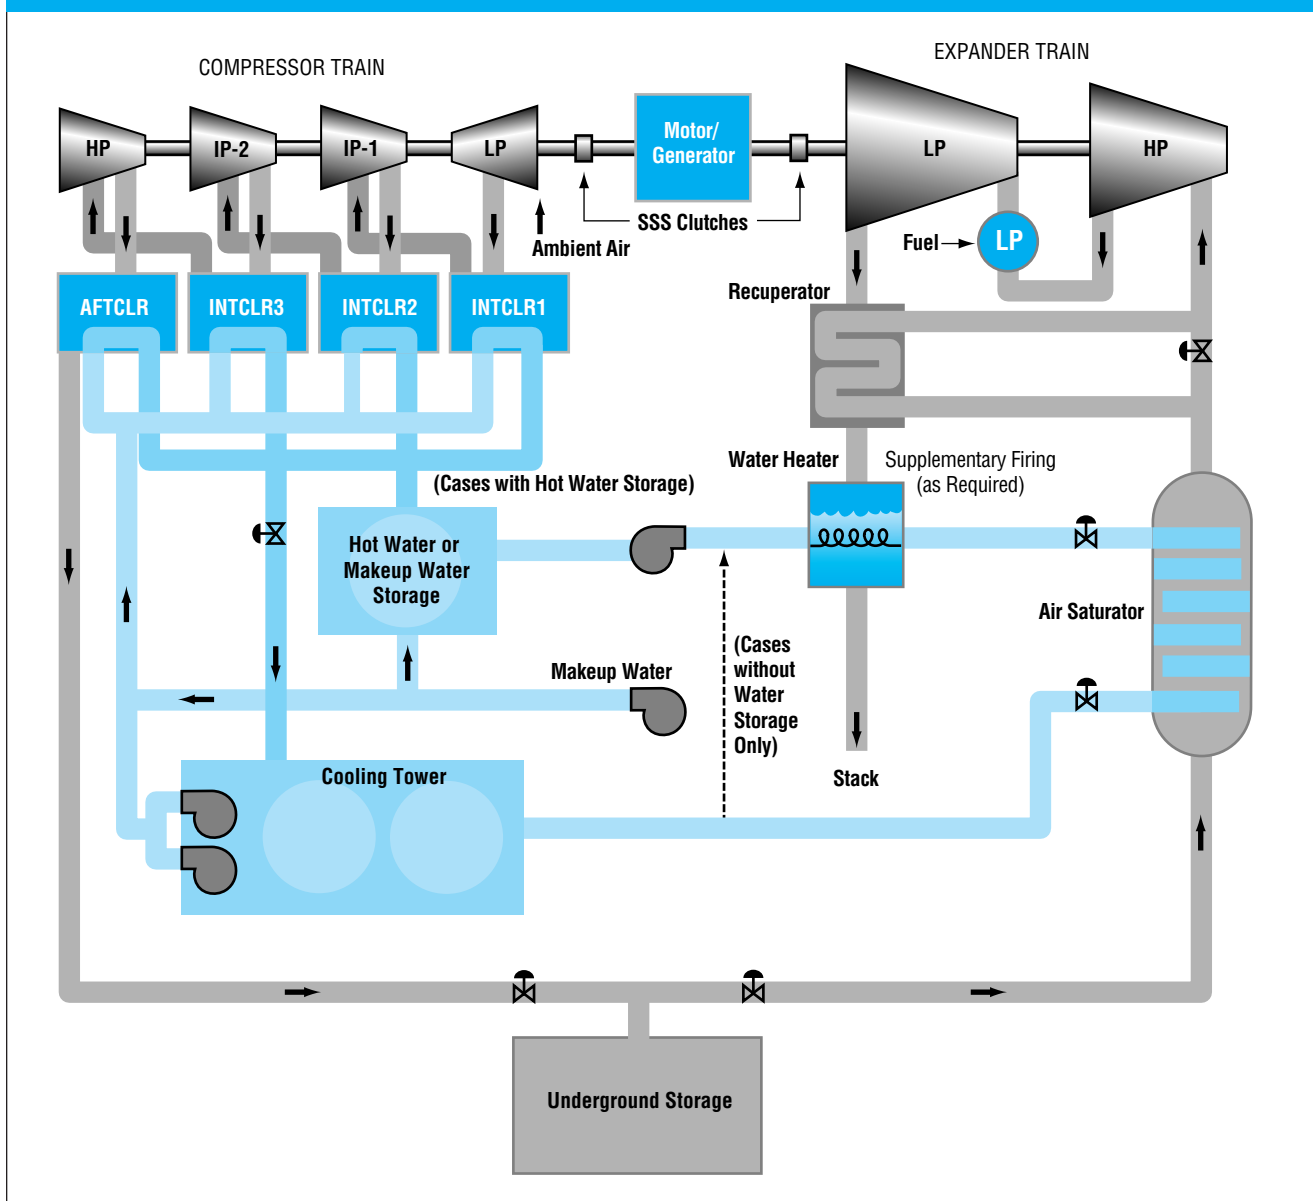 COMPRESSOR TRAIN
EXPANDER TRAIN
HP
IP-2
IP-1
LP
Motor/
Generator
LP
HP
SSS Clutches
Ambient Air
Fuel
LP
Recuperator
AFTCLR
INTCLR3
INTCLR2
INTCLR1
Water Heater
Supplementary Firing
(as Required)
(Cases with Hot Water Storage)
Hot Water or
Makeup Water
Storage
Air Saturator
(Cases
without
Water
Storage
Only)
Makeup Water
Stack
Cooling Tower
Underground Storage